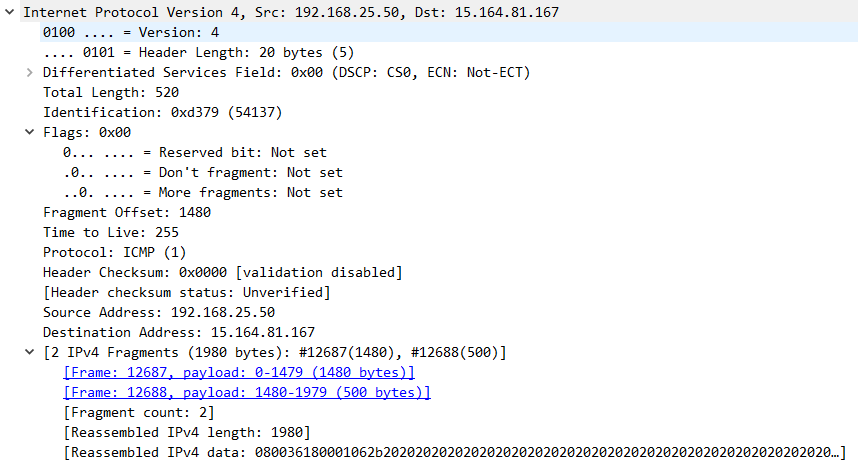 Internet Protocol Version 4, Src: 192.168.25.50, Dst: 15.164.81.167
0100 .... = Version: 4
.... 0101 = Header Length: 20 bytes (5)
Differentiated Services Field: 0x00 (DSCP: CS0, ECN: Not-ECT)
Total Length: 520
Identification: 0xd379 (54137)
Flags: 0x00
0... .... = Reserved bit: Not set
.0.. .... = Don't fragment: Not set
..0. .... = More fragments: Not set
Fragment Offset: 1480
Time to Live: 255
Protocol: ICMP (1)
Header Checksum: 0x0000 [validation disabled]
[Header checksum status: Unverified]
Source Address: 192.168.25.50
Destination Address: 15.164.81.167
[2 IPv4 Fragments (1980 bytes): #12687(1480), #12688(500)]
[Frame: 12687, payload: 0-1479 (1480 bytes)]
[Frame: 12688, payload: 1480-1979 (500 bytes)]
[Fragment count: 2]
[Reassembled IPv4 length: 1980]
[Reassembled IPv4 data: 080036180001062b20202020202020202020202020202020202020202020202020202020…]